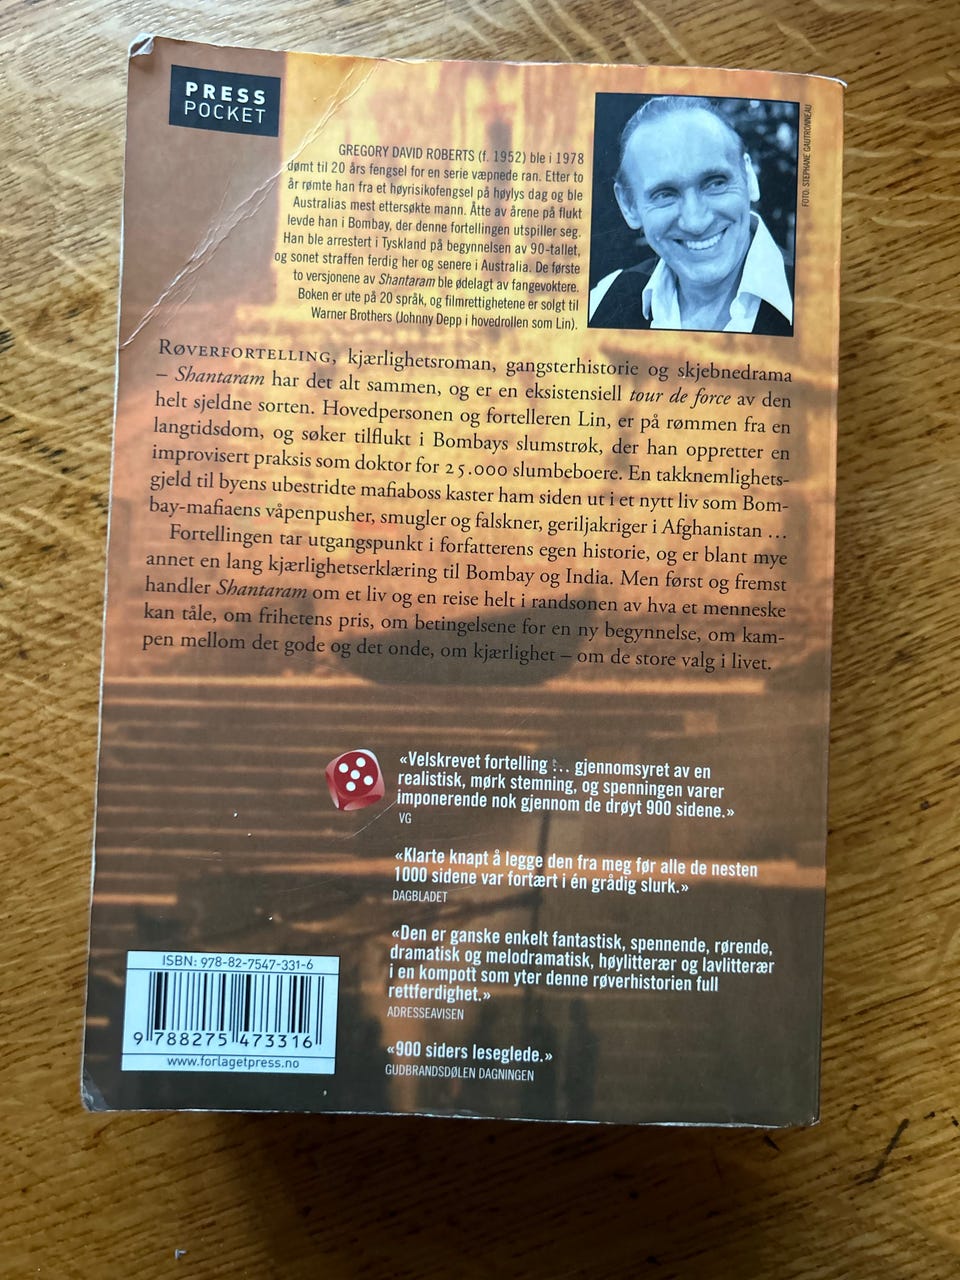 PRESS
POCKET
GREGORY DAVID ROBERTS (f. 1952) ble i 1978
dømt til 20 års fengsel for en serie væpnede ran. Etter to
år rømte han fra et høyrisikofengsel på høylys dag og ble
Australias mest ettersøkte mann. Åtte av årene på flukt
levde han i Bombay, der denne fortellingen utspiller seg.
Han ble arrestert i Tyskland på begynnelsen av 90-tallet,
og sonet straffen ferdig her og senere i Australia. De første
to versjonene av Shantaram ble ødelagt av fangevoktere.
Boken er ute på 20 språk, og filmrettighetene er solgt til
Warner Brothers (Johnny Depp i hovedrollen som Lin).
FOTO: STEPHANE GAUTRONNEAU
RØVERFORTELLING, kjærlighetsroman, gangsterhistorie og skjebnedrama
– Shantaram har det alt sammen, og er en eksistensiell tour de force av den
helt sjeldne sorten. Hovedpersonen og fortelleren Lin, er på rømmen fra en
langtidsdom, og søker tilflukt i Bombays slumstrøk, der han oppretter en
improvisert praksis som doktor for 25.000 slumbeboere. En takknemlighets-
gjeld til byens ubestridte mafiaboss kaster ham siden ut i et nytt liv som Bom-
bay-mafiaens våpenpusher, smugler og falskner, geriljakriger i Afghanistan ...
Fortellingen tar utgangspunkt i forfatterens egen historie, og er blant mye
annet en lang kjærlighetserklæring til Bombay og India. Men først og fremst
handler Shantaram om et liv og en reise helt i randsonen av hva et menneske
kan tåle, om frihetens pris, om betingelsene for en ny begynnelse, om kam-
pen mellom det gode og det onde, om kjærlighet – om de store valg i livet.
«Velskrevet fortelling ... gjennomsyret av en
realistisk, mørk stemning, og spenningen varer
imponerende nok gjennom de drøyt 900 sidene.»
VG
«Klarte knapt å legge den fra meg før alle de nesten
1000 sidene var fortært i én grådig slurk.»
DAGBLADET
«Den er ganske enkelt fantastisk, spennende, rørende,
dramatisk og melodramatisk, høylitterær og lavlitterær
i en kompott som yter denne røverhistorien full
rettferdighet.»
ADRESSEAVISEN
«900 siders leseglede.»
GUDBRANDSDØLEN DAGNINGEN
ISBN: 978-82-7547-331-6
9 788275 473316
www.forlagetpress.no